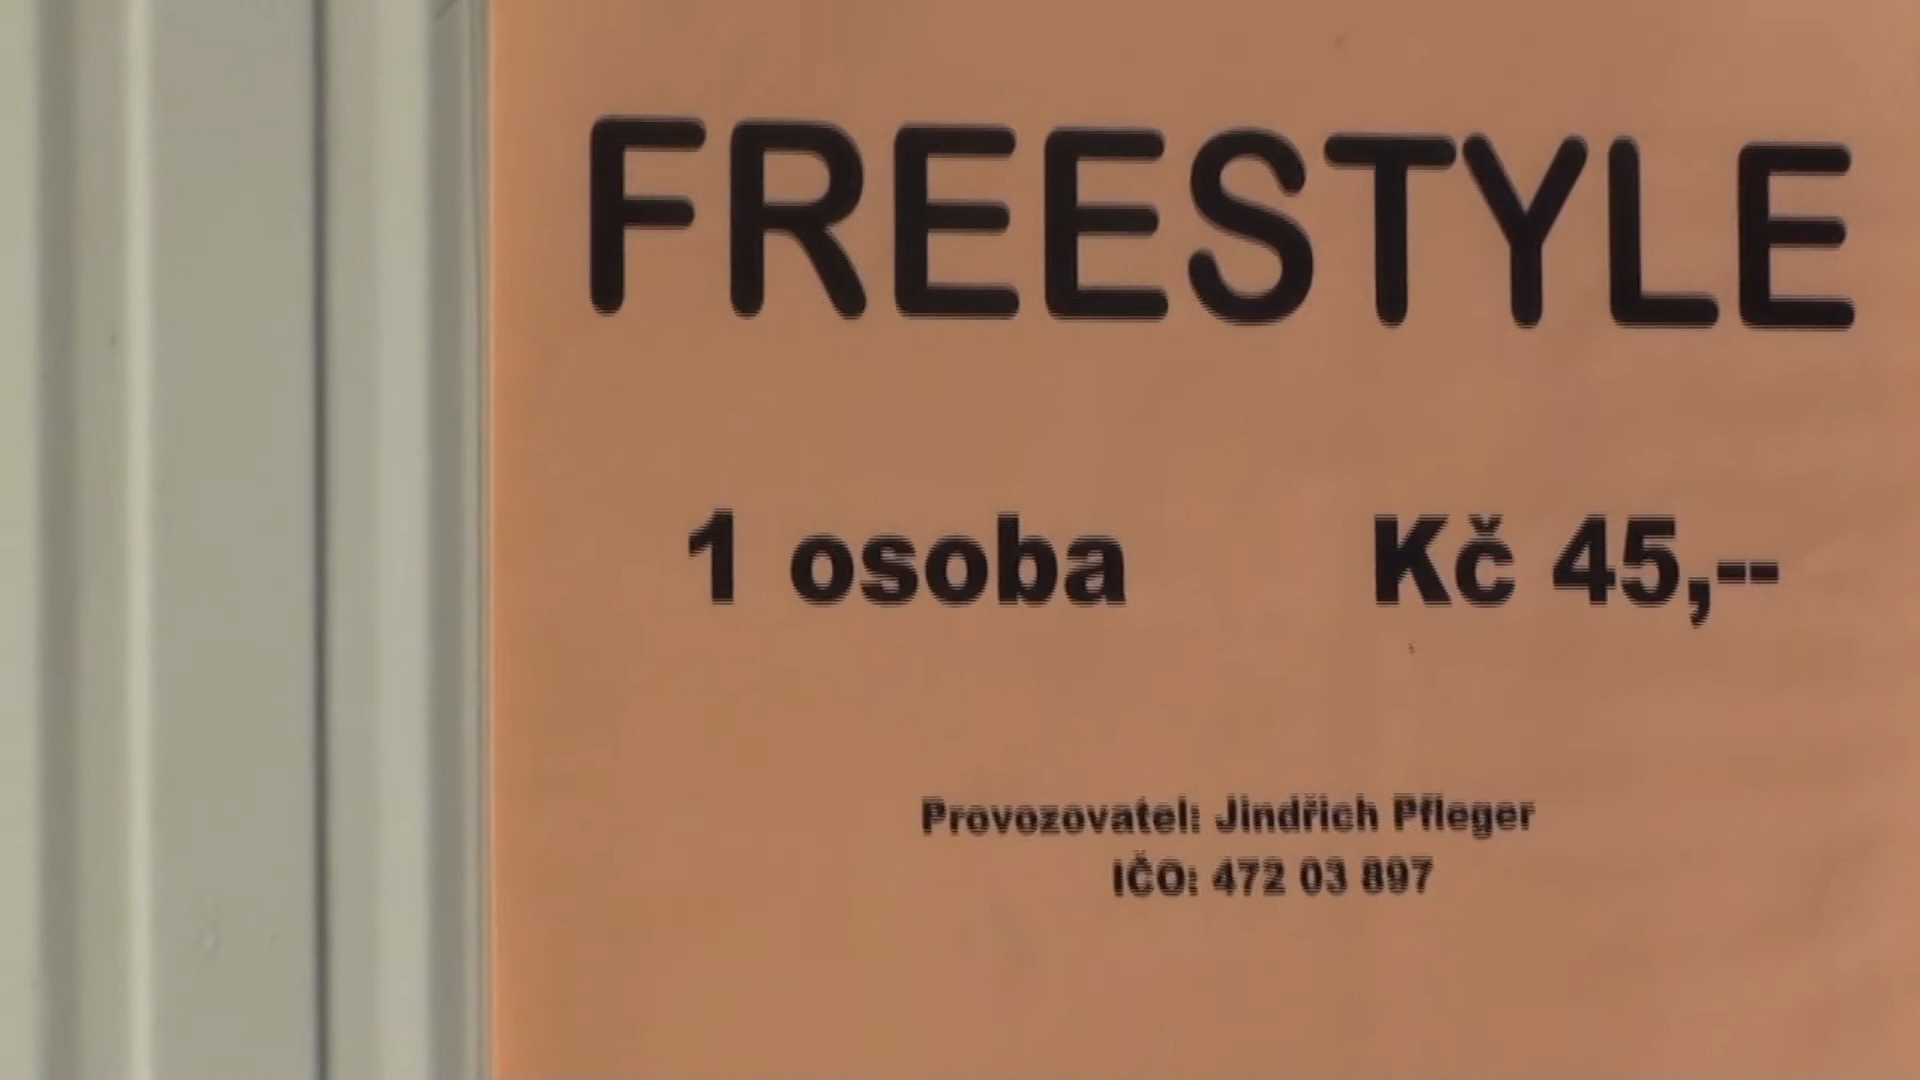 FREESTYLE
1 osoba Kč 45,--
Provozovatel: Jindřich Pfleger
IČO: 472 03 897